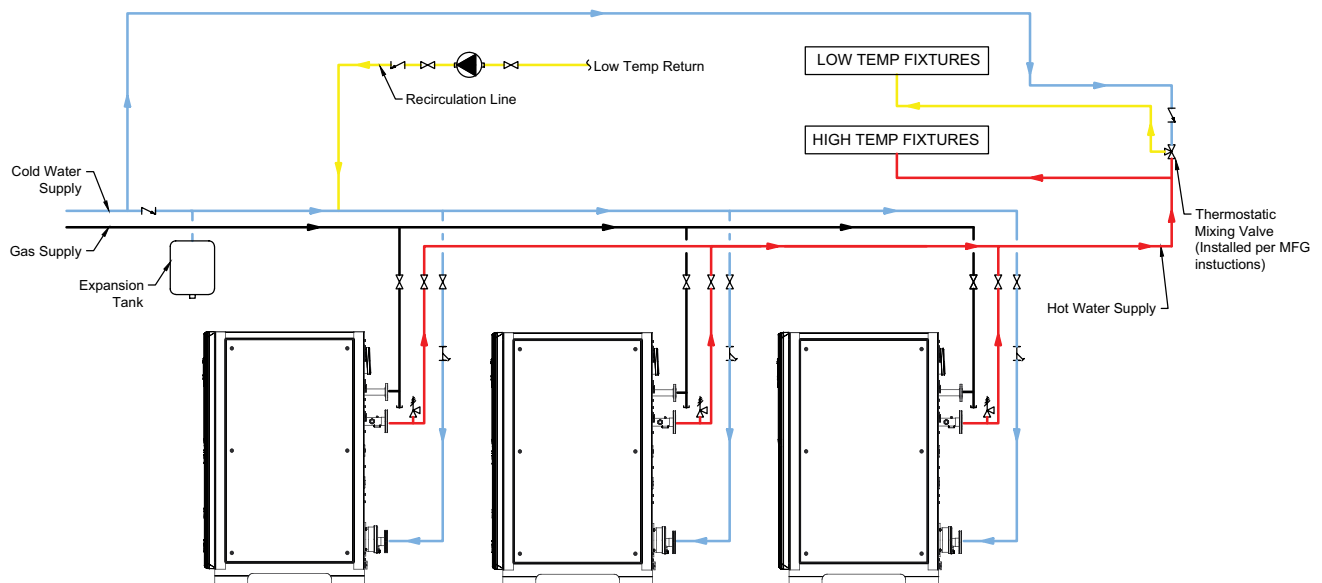 LOW TEMP FIXTURES
Low Temp Return
Recirculation Line
HIGH TEMP FIXTURES
Cold Water
Supply
Gas Supply
Expansion
Tank
Thermostatic
Mixing Valve
(Installed per MFG
instuctions)
Hot Water Supply